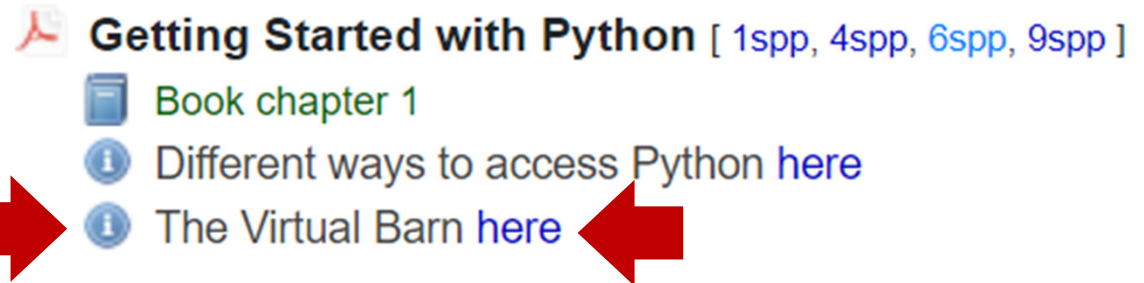 Getting Started with Python [ 1spp, 4spp, 6spp, 9spp ]
Book chapter 1
Different ways to access Python here
The Virtual Barn here